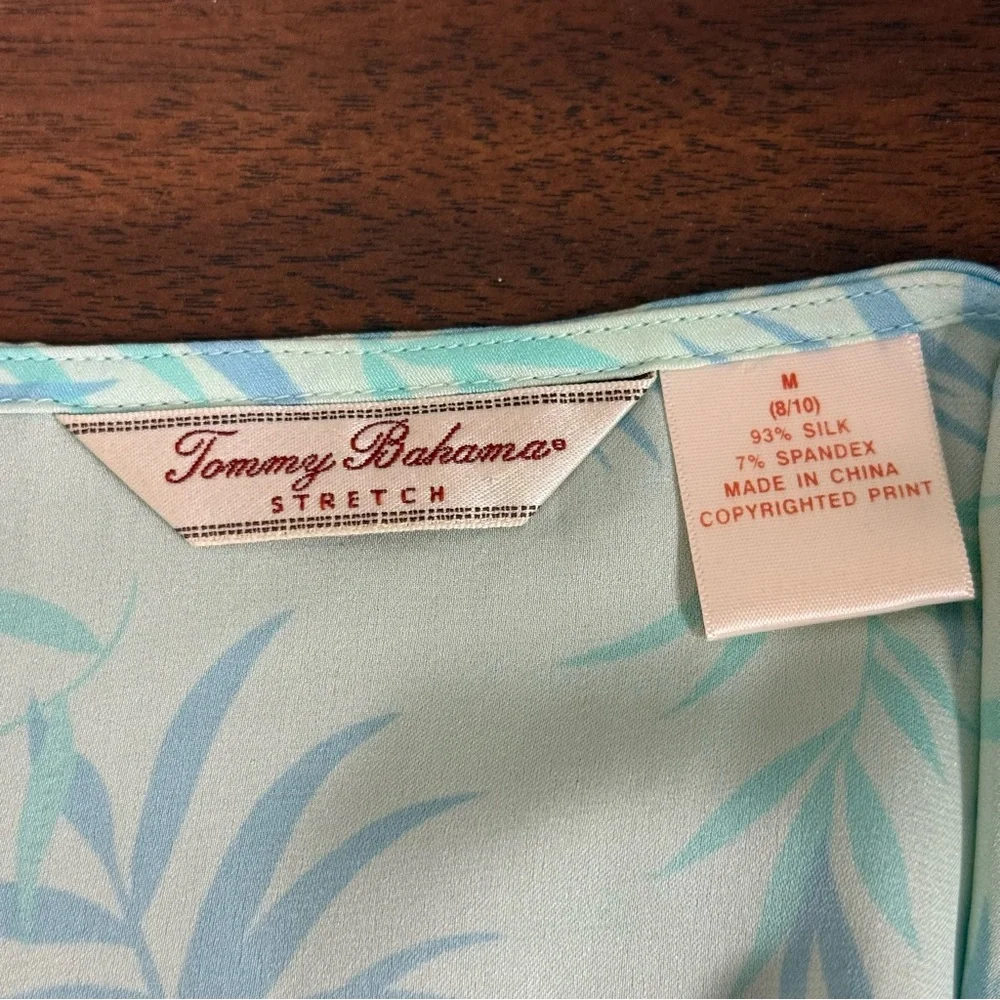 Tommy Bahama®
STRETCH
M
(8/10)
93% SILK
7% SPANDEX
MADE IN CHINA
COPYRIGHTED PRINT